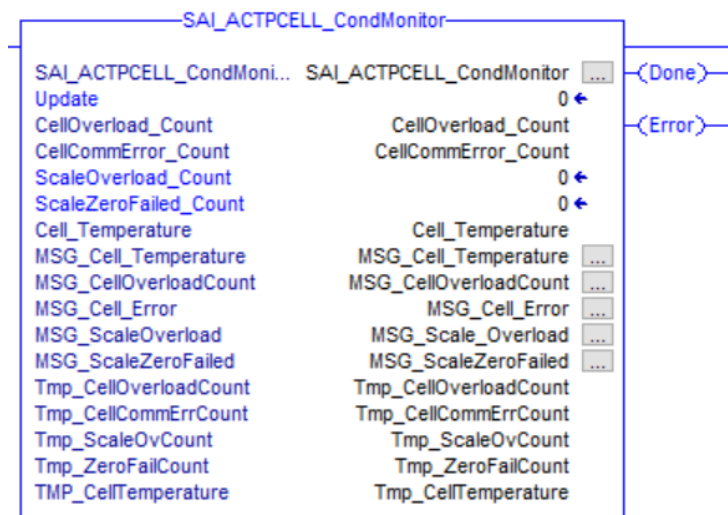 SAI_ACTPCELL_CondMonitor
SAI_ACTPCELL_CondMoni... SAI_ACTPCELL_CondMonitor ... (Done)
Update 0
CellOverload_Count CellOverload_Count (Error)
CellCommError_Count CellCommError_Count
ScaleOverload_Count 0
ScaleZeroFailed_Count 0
Cell_Temperature Cell_Temperature
MSG_Cell_Temperature MSG_Cell_Temperature ...
MSG_CellOverloadCount MSG_CellOverloadCount ...
MSG_Cell_Error MSG_Cell_Error ...
MSG_ScaleOverload MSG_Scale_Overload ...
MSG_ScaleZeroFailed MSG_ScaleZeroFailed ...
Tmp_CellOverloadCount Tmp_CellOverloadCount
Tmp_CellCommErrCount Tmp_CellCommErrCount
Tmp_ScaleOvCount Tmp_ScaleOvCount
Tmp_ZeroFailCount Tmp_ZeroFailCount
TMP_CellTemperature Tmp_CellTemperature